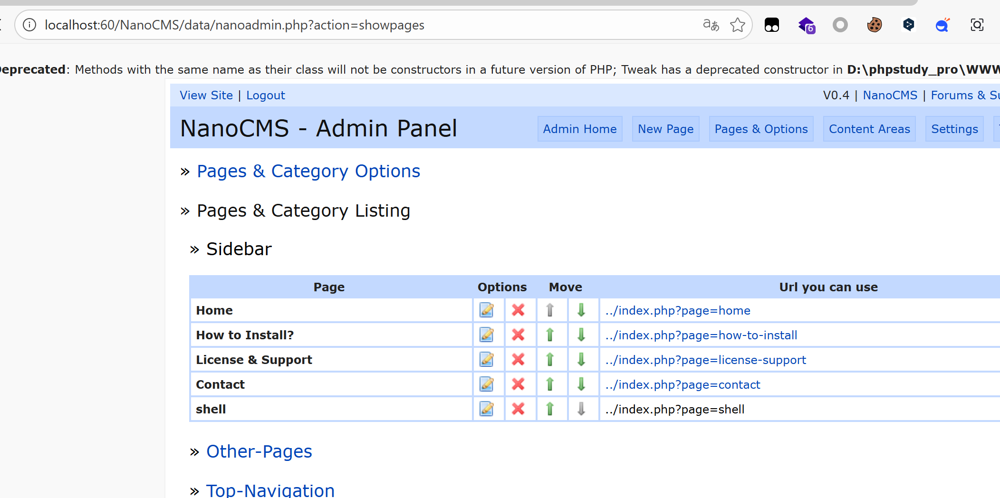 localhost:60/NanoCMS/data/nanoadmin.php?action=showpages
6
eprecated: Methods with the same name as their class will not be constructors in a future version of PHP; Tweak has a deprecated constructor in D:\phpstudy_pro\WWW
View Site | Logout
V0.4 | NanoCMS | Forums & Su
NanoCMS - Admin Panel
Admin Home
New Page
Pages & Options
Content Areas
Settings
» Pages & Category Options
» Pages & Category Listing
» Sidebar
Page Options Move Url you can use
Home ../index.php?page=home
How to Install? ../index.php?page=how-to-install
License & Support ../index.php?page=license-support
Contact ../index.php?page=contact
shell ../index.php?page=shell
» Other-Pages
» Top-Navigation